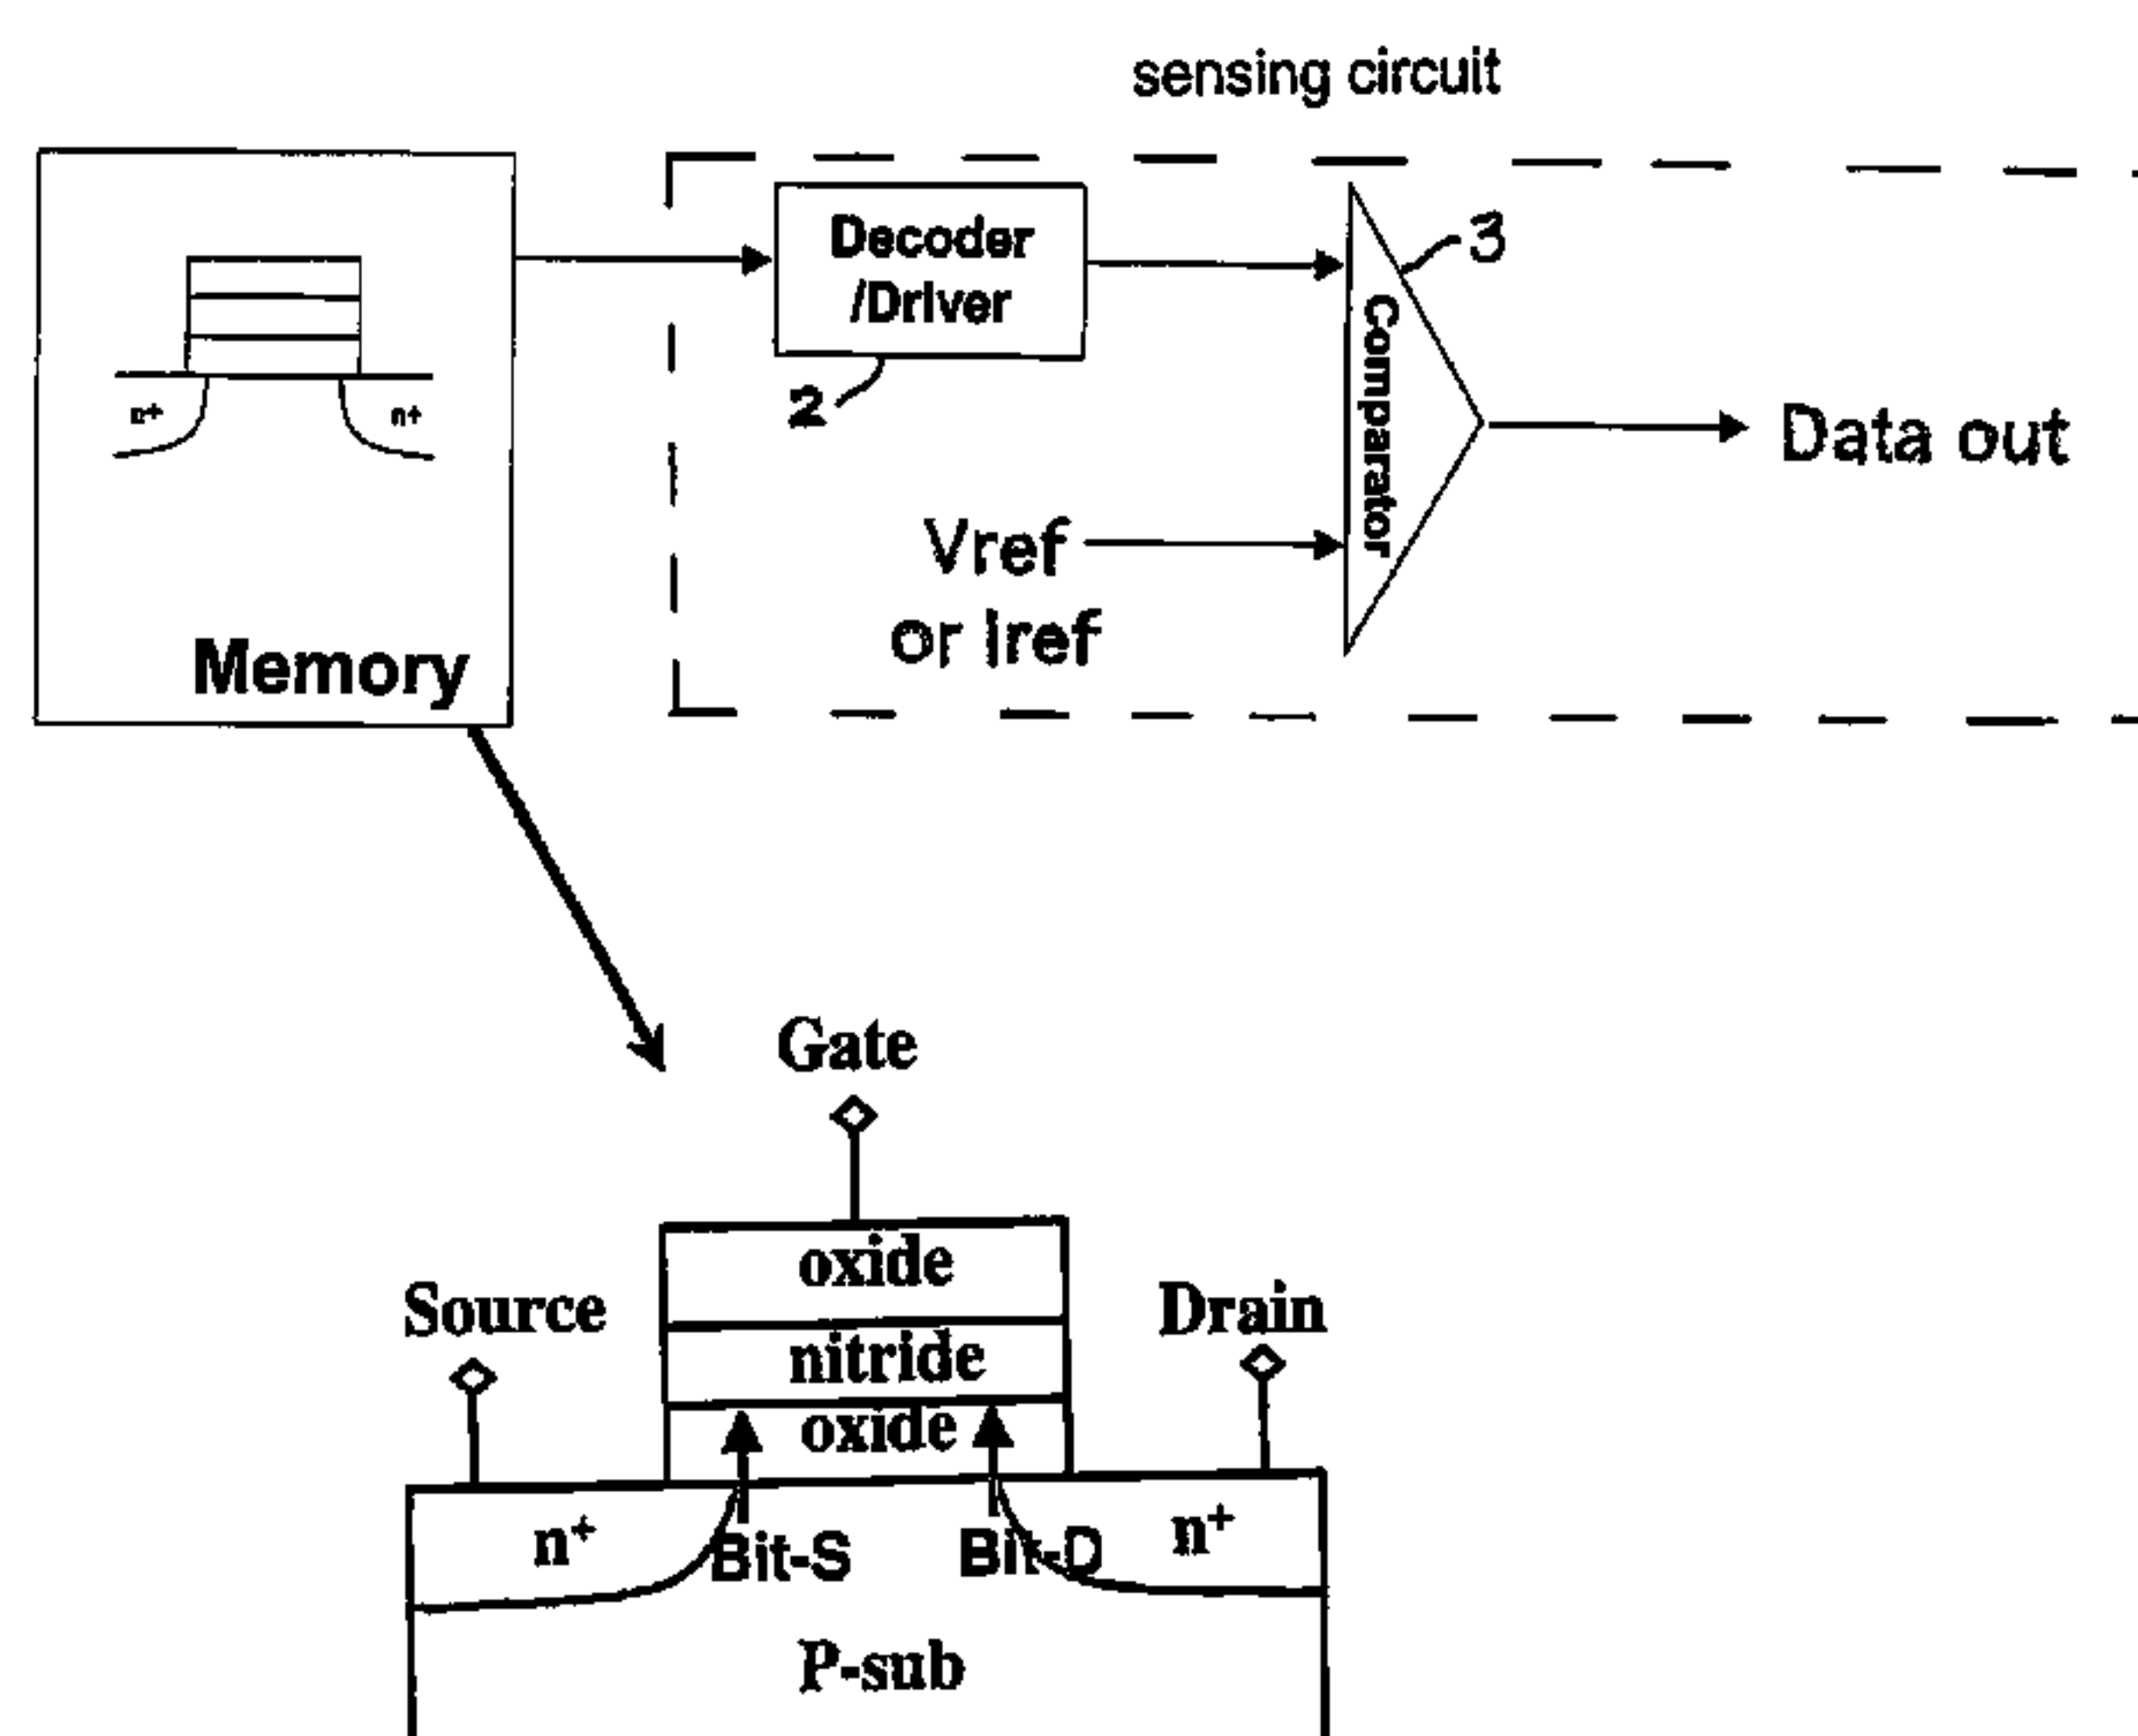 sensing circuit
Decoder
/Driver
2
3
Comparator
n+
n+
Data out
Vref
or Iref
Memory
Gate
oxide
Source
Drain
nitride
oxide
n+
Bit-S
Bit-D
n+
P-sub